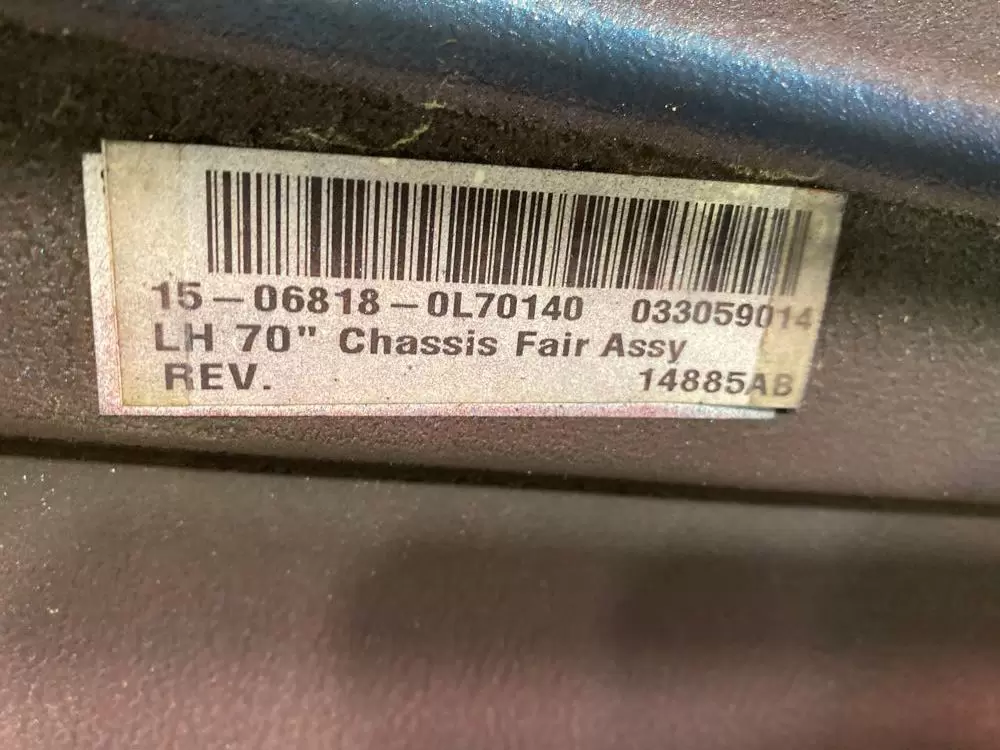 15-06818-0L70140 033059014
LH 70" Chassis Fair Assy
REV. 14885AB